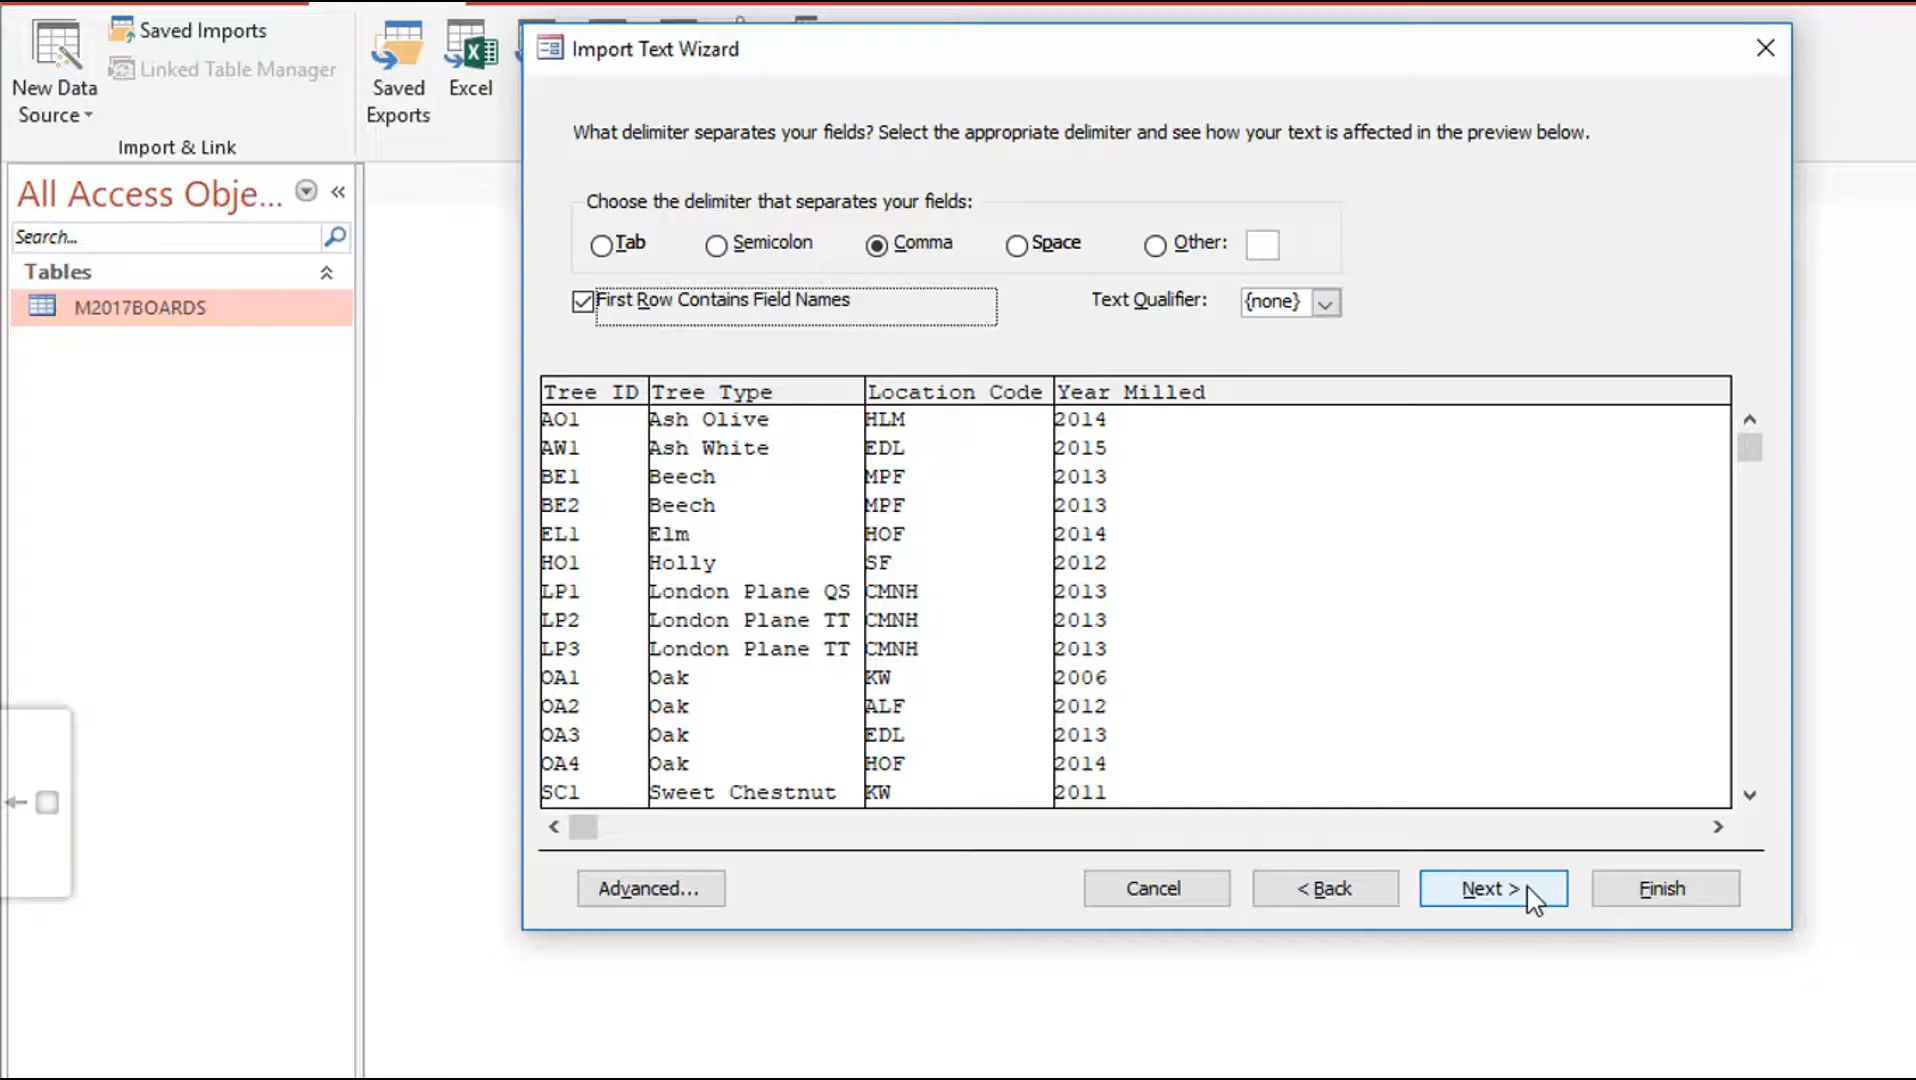 Saved Imports
Linked Table Manager
New Data
Source
Import & Link
Saved
Exports
Excel
All Access Obje...
Search...
Tables
M2017BOARDS
Import Text Wizard
What delimiter separates your fields? Select the appropriate delimiter and see how your text is affected in the preview below.
Choose the delimiter that separates your fields:
Tab Semicolon Comma Space Other:
First Row Contains Field Names Text Qualifier: {none}
Tree ID Tree Type Location Code Year Milled
AO1 Ash Olive HLM 2014
AW1 Ash White EDL 2015
BE1 Beech MPF 2013
BE2 Beech MPF 2013
EL1 Elm HOF 2014
HO1 Holly SF 2012
LP1 London Plane QS CMNH 2013
LP2 London Plane TT CMNH 2013
LP3 London Plane TT CMNH 2013
OA1 Oak KW 2006
OA2 Oak ALF 2012
OA3 Oak EDL 2013
OA4 Oak HOF 2014
SC1 Sweet Chestnut KW 2011
Advanced... Cancel < Back Next > Finish